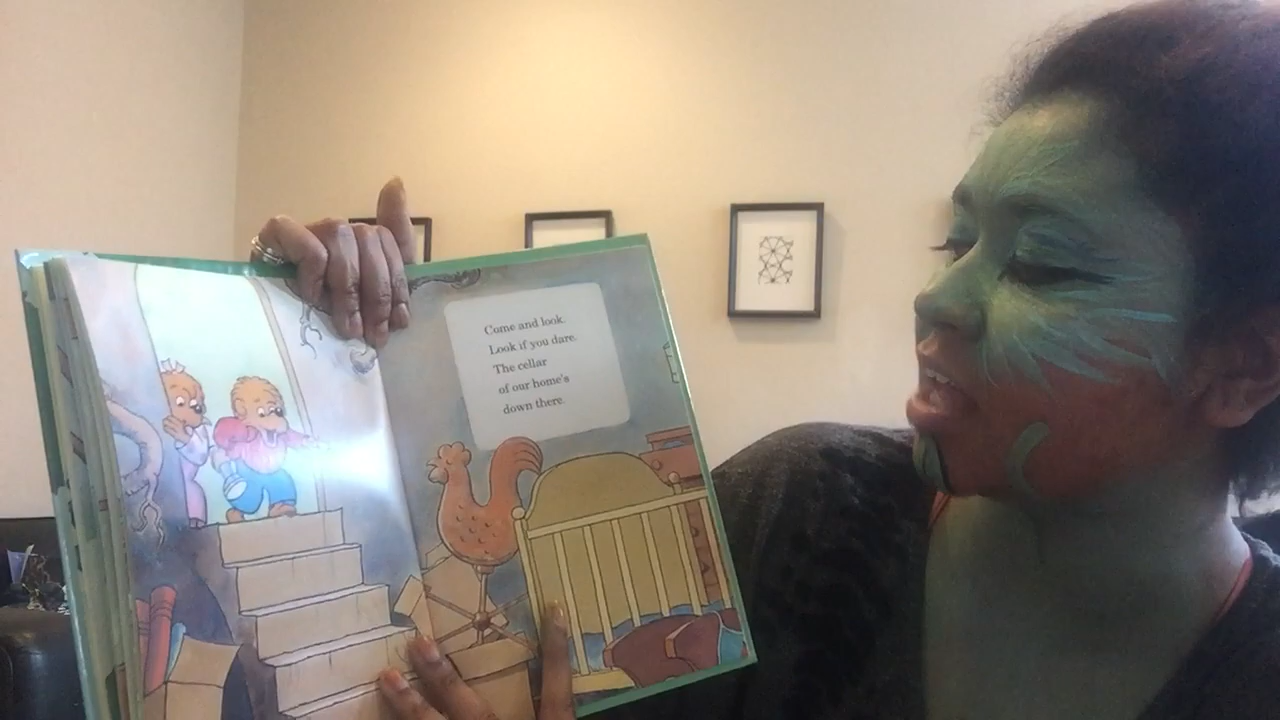 Come and look.
Look if you dare.
The cellar
of our home's
down there.